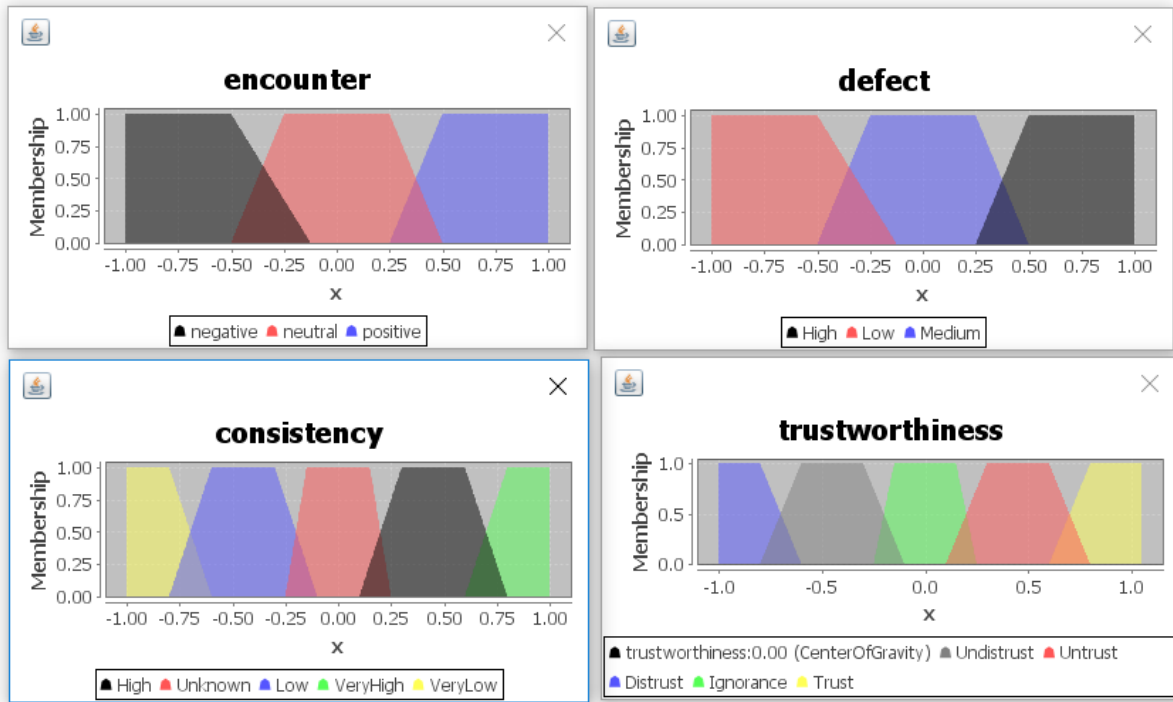 encounter
Membership
1.00
0.75
0.50
0.25
0.00
-1.00 -0.75 -0.50 -0.25 0.00 0.25 0.50 0.75 1.00
x
negative neutral positive
defect
Membership
1.00
0.75
0.50
0.25
0.00
-1.00 -0.75 -0.50 -0.25 0.00 0.25 0.50 0.75 1.00
x
High Low Medium
consistency
Membership
1.00
0.75
0.50
0.25
0.00
-1.00 -0.75 -0.50 -0.25 0.00 0.25 0.50 0.75 1.00
x
High Unknown Low VeryHigh VeryLow
trustworthiness
Membership
1.0
0.5
0.0
-1.0 -0.5 0.0 0.5 1.0
x
trustworthiness:0.00 (CenterOfGravity) Undistrust Untrust
Distrust Ignorance Trust